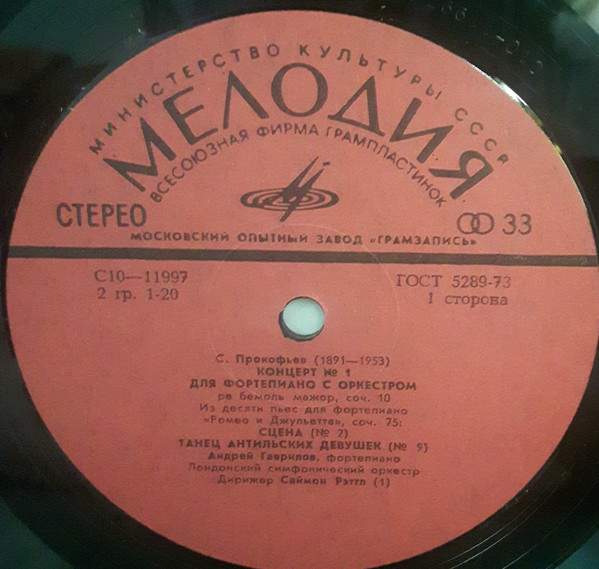 МИНИСТЕРСТВО КУЛЬТУРЫ СССР
МЕЛОДИЯ
ВСЕСОЮЗНАЯ ФИРМА ГРАМПЛАСТИНОК
СТЕРЕО
33
МОСКОВСКИЙ ОПЫТНЫЙ ЗАВОД «ГРАМЗАПИСЬ»
С10—11997
ГОСТ 5289-73
2 гр. 1-20
1 сторона
С. Прокофьев (1891—1953)
КОНЦЕРТ № 1
ДЛЯ ФОРТЕПИАНО С ОРКЕСТРОМ
ре бемоль мажор, соч. 10
Из десяти пьес для фортепиано
«Ромео и Джульетта», соч. 75:
СЦЕНА (№ 2)
ТАНЕЦ АНТИЛЬСКИХ ДЕВУШЕК (№ 9)
Андрей Гаврилов, фортепиано
Лондонский симфонический оркестр
Дирижер Саймон Рэттл (1)